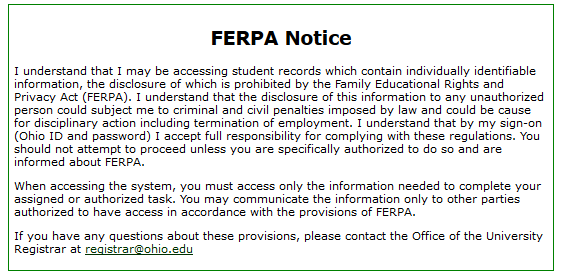 FERPA Notice
I understand that I may be accessing student records which contain individually identifiable
information, the disclosure of which is prohibited by the Family Educational Rights and
Privacy Act (FERPA). I understand that the disclosure of this information to any unauthorized
person could subject me to criminal and civil penalties imposed by law and could be cause
for disciplinary action including termination of employment. I understand that by my sign-on
(Ohio ID and password) I accept full responsibility for complying with these regulations. You
should not attempt to proceed unless you are specifically authorized to do so and are
informed about FERPA.
When accessing the system, you must access only the information needed to complete your
assigned or authorized task. You may communicate the information only to other parties
authorized to have access in accordance with the provisions of FERPA.
If you have any questions about these provisions, please contact the Office of the University
Registrar at registrar@ohio.edu